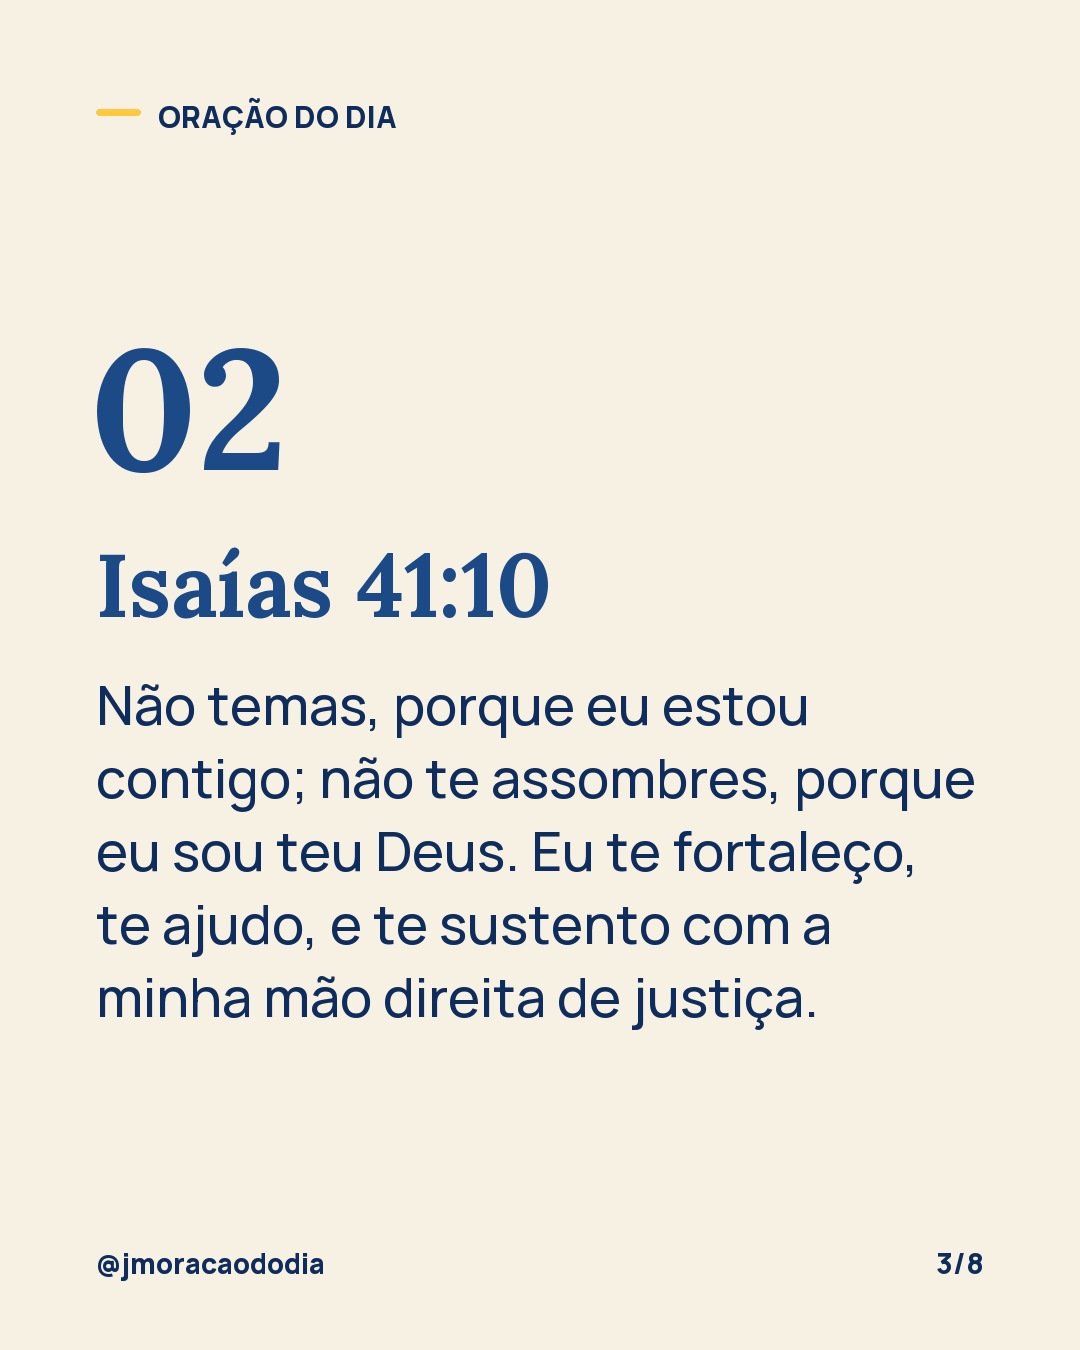 ORAÇÃO DO DIA
02
Isaías 41:10
Não temas, porque eu estou
contigo; não te assombres, porque
eu sou teu Deus. Eu te fortaleço,
te ajudo, e te sustento com a
minha mão direita de justiça.
@jmoracaododia
3/8